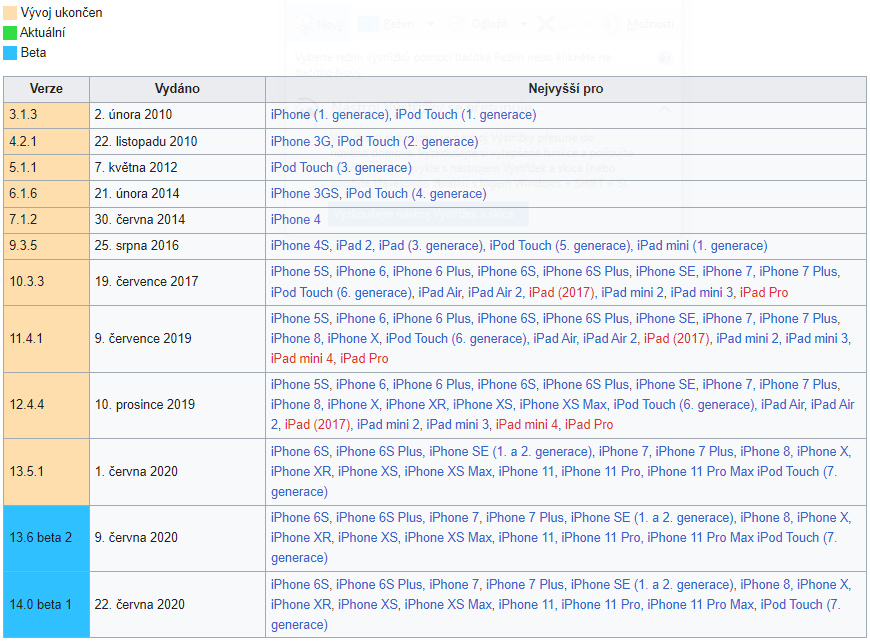 Vývoj ukončen
Aktuální
Beta
Verze Vydáno Nejvyšší pro
3.1.3 2. února 2010 iPhone (1. generace), iPod Touch (1. generace)
4.2.1 22. listopadu 2010 iPhone 3G, iPod Touch (2. generace)
5.1.1 7. května 2012 iPod Touch (3. generace)
6.1.6 21. února 2014 iPhone 3GS, iPod Touch (4. generace)
7.1.2 30. června 2014 iPhone 4
9.3.5 25. srpna 2016 iPhone 4S, iPad 2, iPad (3. generace), iPod Touch (5. generace), iPad mini (1. generace)
10.3.3 19. července 2017 iPhone 5S, iPhone 6, iPhone 6 Plus, iPhone 6S, iPhone 6S Plus, iPhone SE, iPhone 7, iPhone 7 Plus,
iPod Touch (6. generace), iPad Air, iPad Air 2, iPad (2017), iPad mini 2, iPad mini 3, iPad Pro
11.4.1 9. července 2019 iPhone 5S, iPhone 6, iPhone 6 Plus, iPhone 6S, iPhone 6S Plus, iPhone SE, iPhone 7, iPhone 7 Plus,
iPhone 8, iPhone X, iPod Touch (6. generace), iPad Air, iPad Air 2, iPad (2017), iPad mini 2, iPad mini 3,
iPad mini 4, iPad Pro
12.4.4 10. prosince 2019 iPhone 5S, iPhone 6, iPhone 6 Plus, iPhone 6S, iPhone 6S Plus, iPhone SE, iPhone 7, iPhone 7 Plus,
iPhone 8, iPhone X, iPhone XR, iPhone XS, iPhone XS Max, iPod Touch (6. generace), iPad Air, iPad Air
2, iPad (2017), iPad mini 2, iPad mini 3, iPad mini 4, iPad Pro
13.5.1 1. června 2020 iPhone 6S, iPhone 6S Plus, iPhone SE (1. a 2. generace), iPhone 7, iPhone 7 Plus, iPhone 8, iPhone X,
iPhone XR, iPhone XS, iPhone XS Max, iPhone 11, iPhone 11 Pro, iPhone 11 Pro Max iPod Touch (7.
generace)
13.6 beta 2 9. června 2020 iPhone 6S, iPhone 6S Plus, iPhone 7, iPhone 7 Plus, iPhone SE (1. a 2. generace), iPhone 8, iPhone X,
iPhone XR, iPhone XS, iPhone XS Max, iPhone 11, iPhone 11 Pro, iPhone 11 Pro Max iPod Touch (7.
generace)
14.0 beta 1 22. června 2020 iPhone 6S, iPhone 6S Plus, iPhone 7, iPhone 7 Plus, iPhone SE (1. a 2. generace), iPhone 8, iPhone X,
iPhone XR, iPhone XS, iPhone XS Max, iPhone 11, iPhone 11 Pro, iPhone 11 Pro Max, iPod Touch (7.
generace)